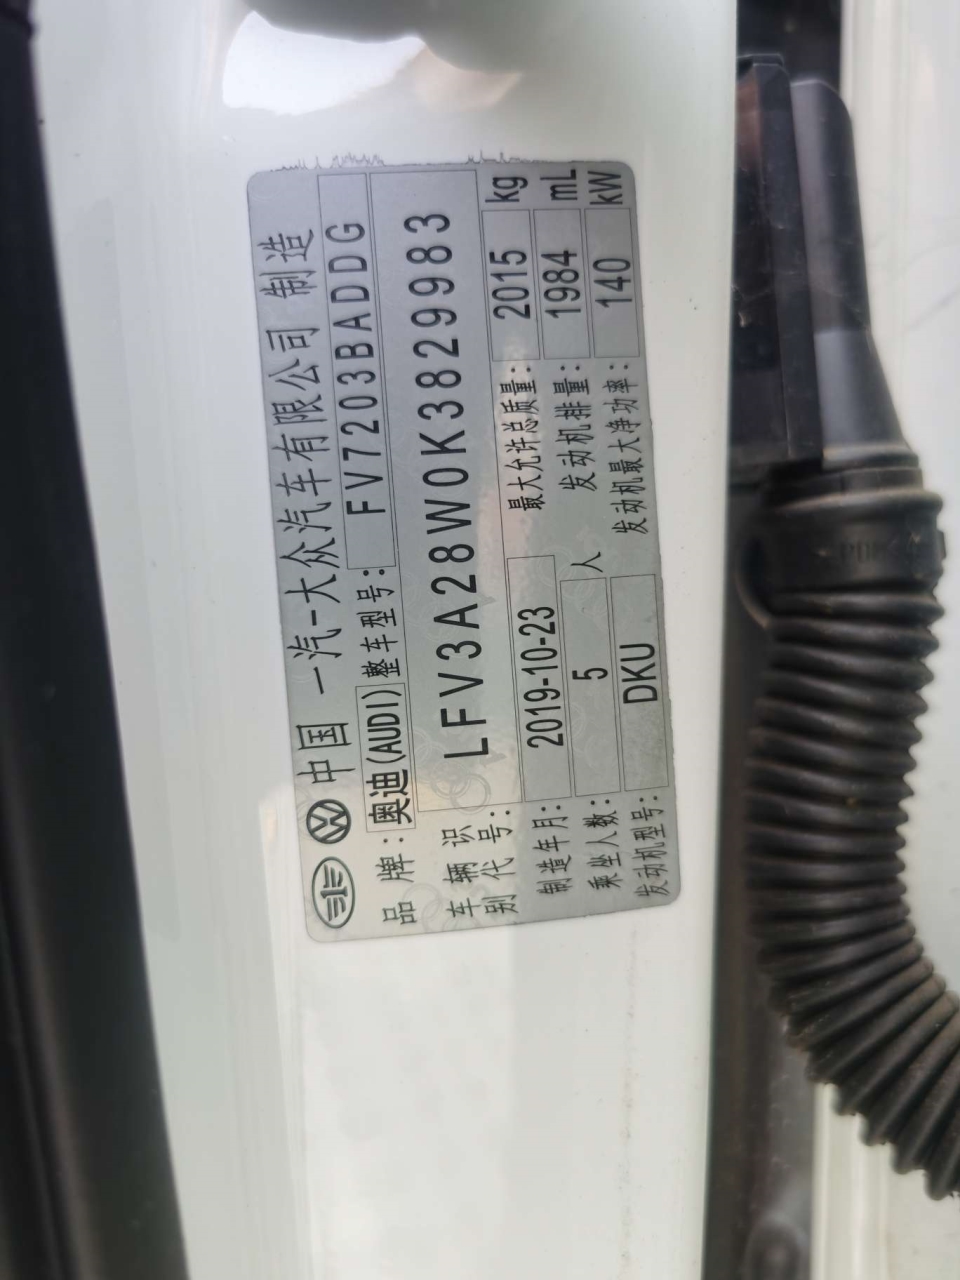 中国 一汽-大众汽车有限公司 制造
品牌: 奥迪(AUDI) 整车型号: FV7203BADDG
车辆识别代号: LFV3A28W0K3829983
制造年月: 2019-10-23 最大允许总质量: 2015 kg
乘坐人数: 5 人 发动机排量: 1984 mL
发动机型号: DKU 发动机最大净功率: 140 kW